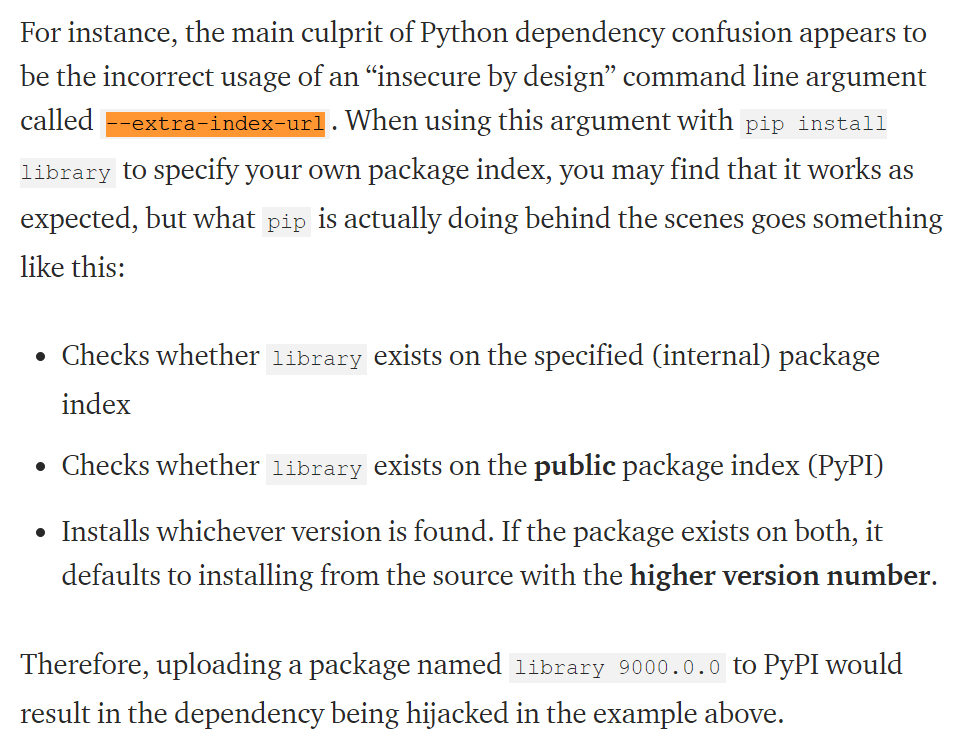 For instance, the main culprit of Python dependency confusion appears to
be the incorrect usage of an “insecure by design” command line argument
called --extra-index-url . When using this argument with pip install
library to specify your own package index, you may find that it works as
expected, but what pip is actually doing behind the scenes goes something
like this:
• Checks whether library exists on the specified (internal) package
index
• Checks whether library exists on the public package index (PyPI)
• Installs whichever version is found. If the package exists on both, it
defaults to installing from the source with the higher version number.
Therefore, uploading a package named library 9000.0.0 to PyPI would
result in the dependency being hijacked in the example above.